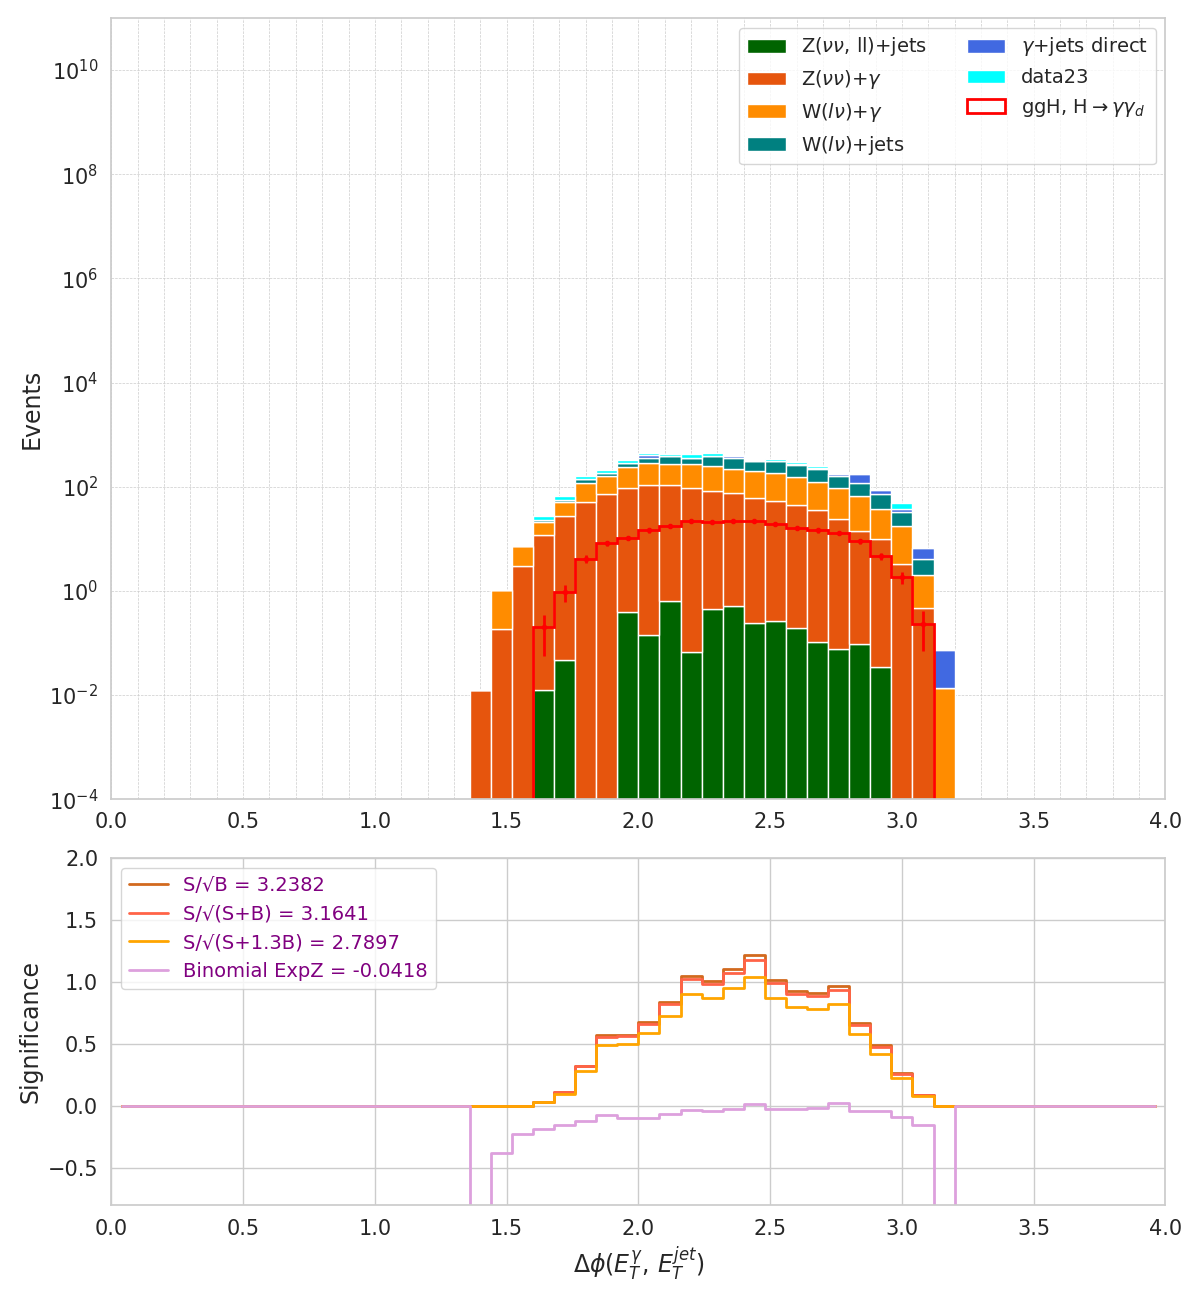 Z(νν, ll)+jets
Z(νν)+γ
W(lν)+γ
W(lν)+jets
γ+jets direct
data23
ggH, H→γγ_d
Events
10^10
10^8
10^6
10^4
10^2
10^0
10^−2
10^−4
0.0 0.5 1.0 1.5 2.0 2.5 3.0 3.5 4.0
S/√B = 3.2382
S/√(S+B) = 3.1641
S/√(S+1.3B) = 2.7897
Binomial ExpZ = -0.0418
Significance
2.0
1.5
1.0
0.5
0.0
−0.5
0.0 0.5 1.0 1.5 2.0 2.5 3.0 3.5 4.0
Δϕ(E_T^γ, E_T^jet)